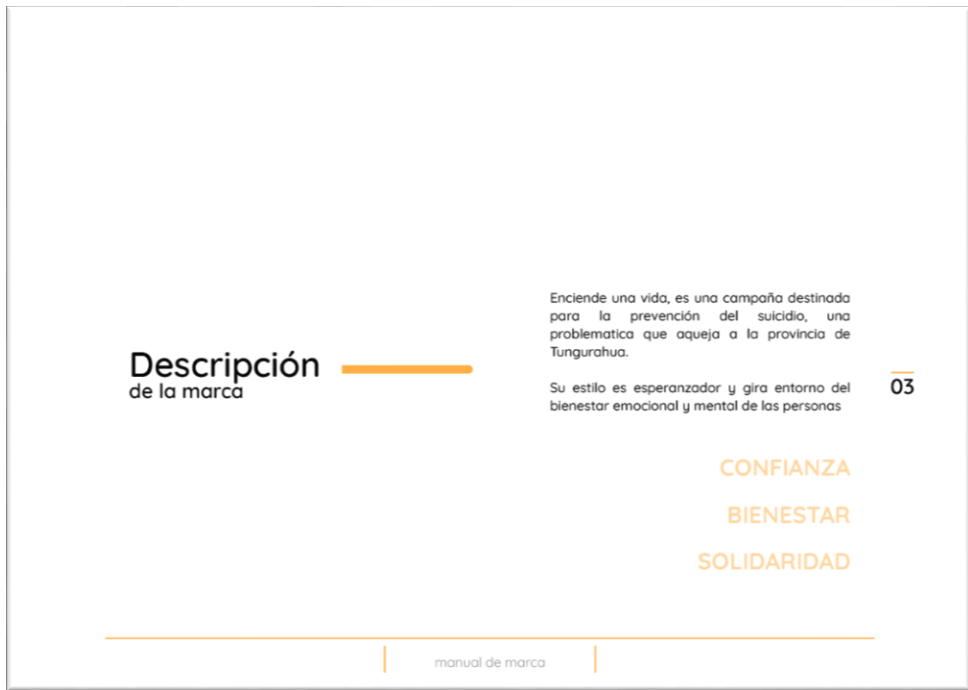 Descripción
de la marca
Enciende una vida, es una campaña destinada
para la prevención del suicidio, una
problematica que aqueja a la provincia de
Tungurahua.
Su estilo es esperanzador y gira entorno del
bienestar emocional y mental de las personas
03
CONFIANZA
BIENESTAR
SOLIDARIDAD
manual de marca